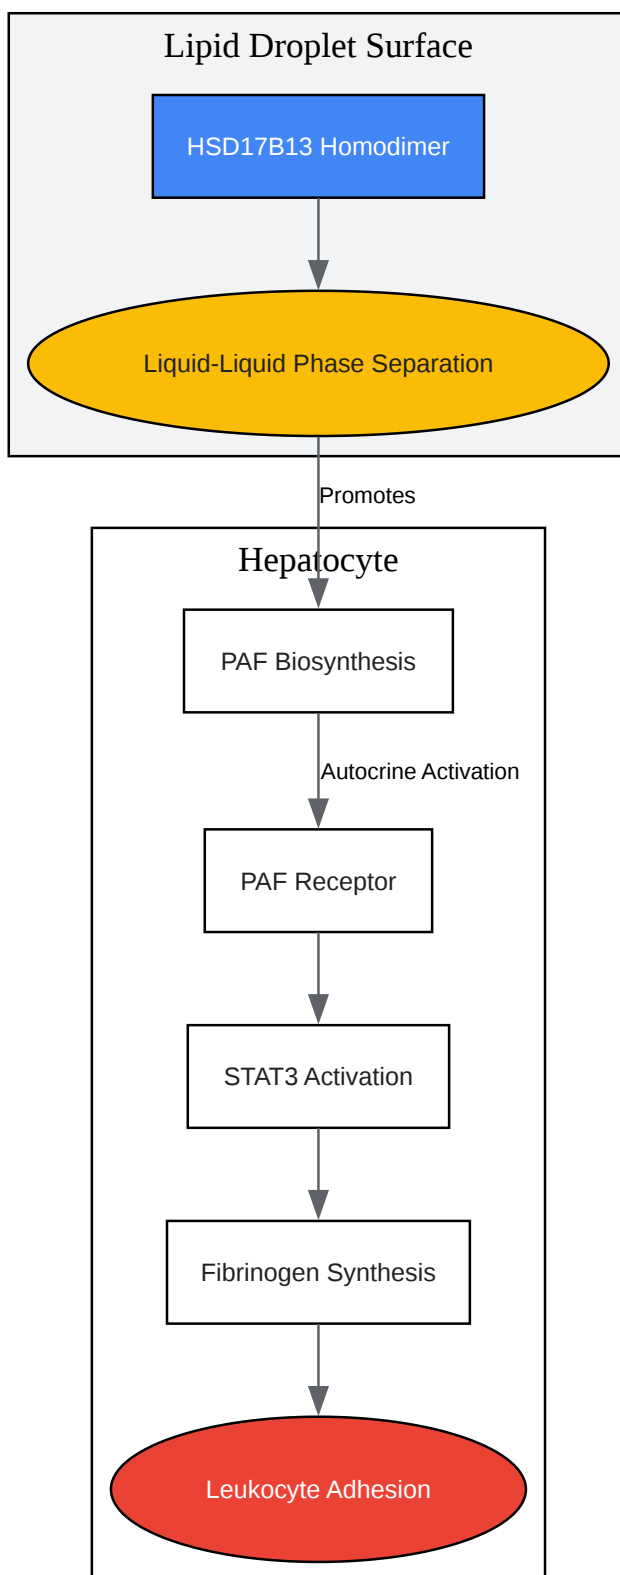 Lipid Droplet Surface
HSD17B13 Homodimer
Liquid-Liquid Phase Separation
Promotes
Hepatocyte
PAF Biosynthesis
Autocrine Activation
PAF Receptor
STAT3 Activation
Fibrinogen Synthesis
Leukocyte Adhesion